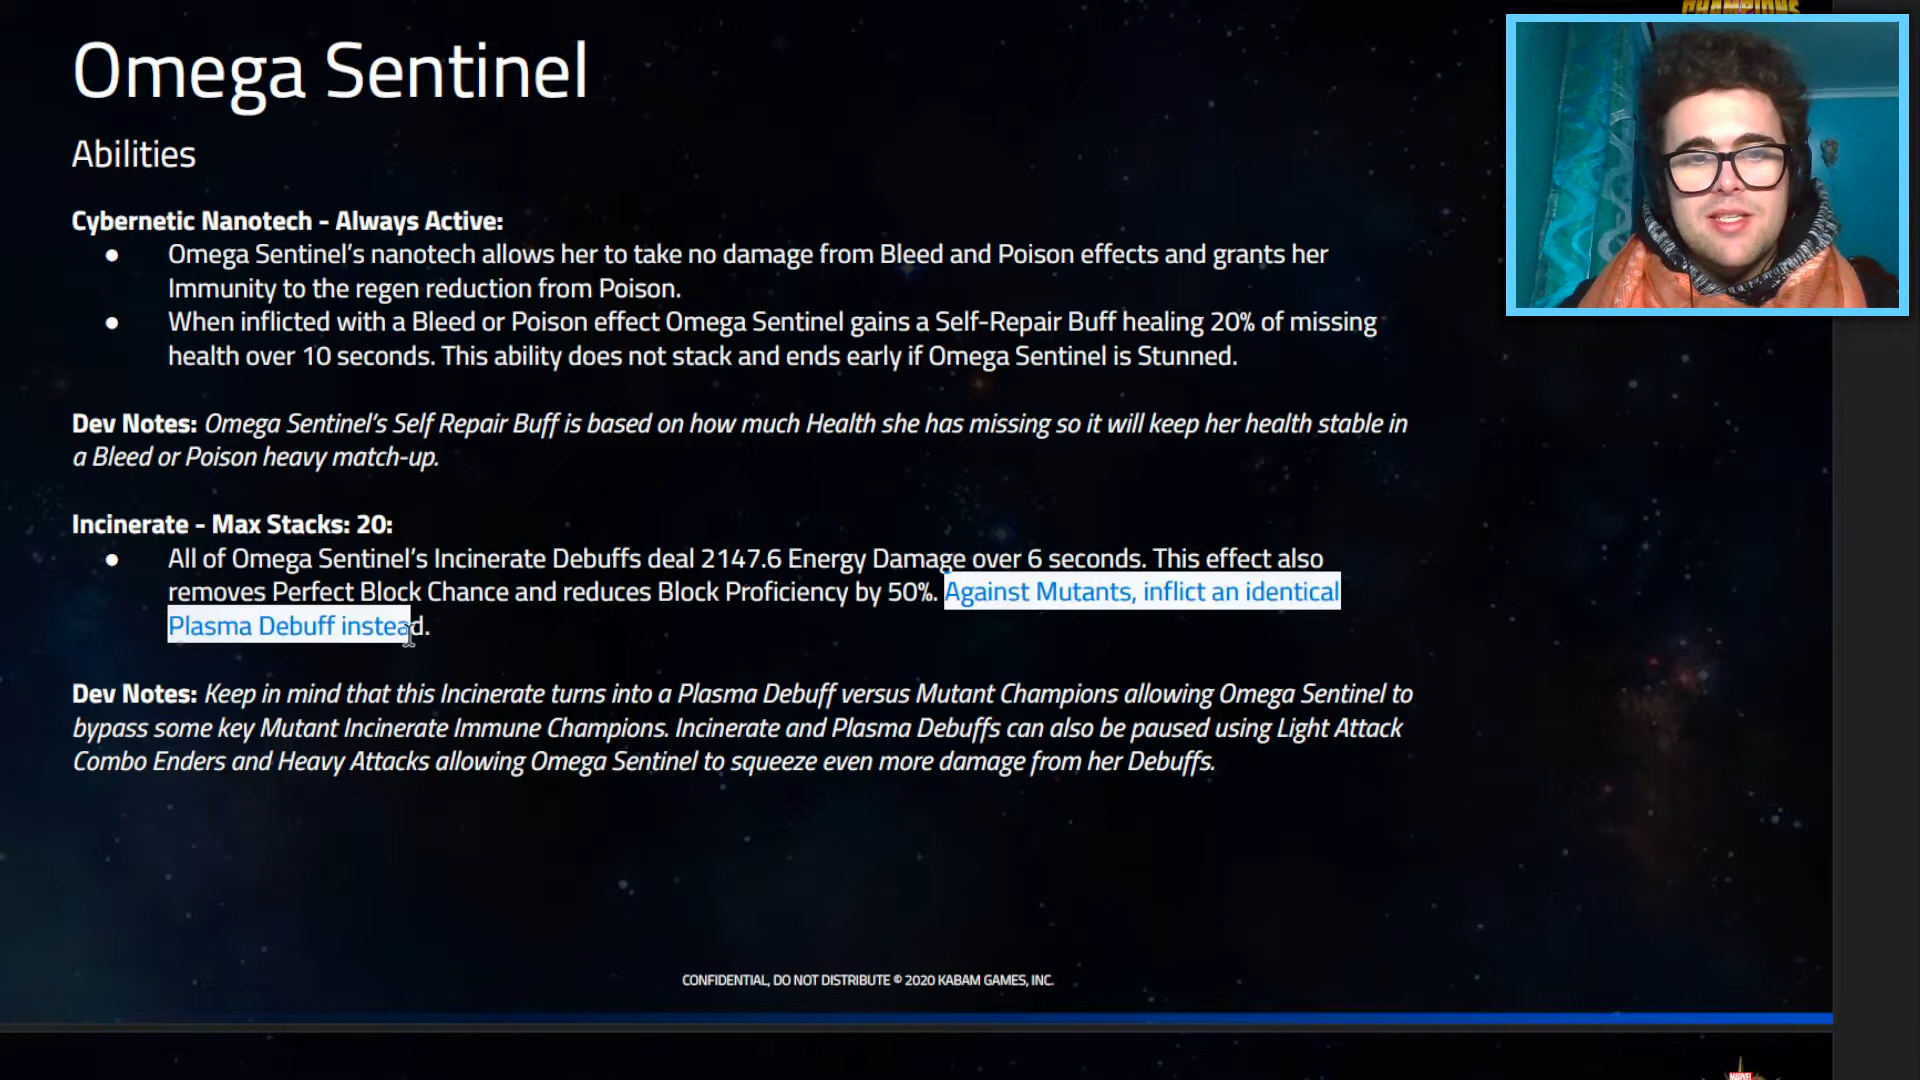 CHAMPIONS
Omega Sentinel
Abilities
Cybernetic Nanotech - Always Active:
● Omega Sentinel's nanotech allows her to take no damage from Bleed and Poison effects and grants her
Immunity to the regen reduction from Poison.
● When inflicted with a Bleed or Poison effect Omega Sentinel gains a Self-Repair Buff healing 20% of missing
health over 10 seconds. This ability does not stack and ends early if Omega Sentinel is Stunned.
Dev Notes: Omega Sentinel's Self Repair Buff is based on how much Health she has missing so it will keep her health stable in
a Bleed or Poison heavy match-up.
Incinerate - Max Stacks: 20:
● All of Omega Sentinel's Incinerate Debuffs deal 2147.6 Energy Damage over 6 seconds. This effect also
removes Perfect Block Chance and reduces Block Proficiency by 50%. Against Mutants, inflict an identical
Plasma Debuff instead.
Dev Notes: Keep in mind that this Incinerate turns into a Plasma Debuff versus Mutant Champions allowing Omega Sentinel to
bypass some key Mutant Incinerate Immune Champions. Incinerate and Plasma Debuffs can also be paused using Light Attack
Combo Enders and Heavy Attacks allowing Omega Sentinel to squeeze even more damage from her Debuffs.
CONFIDENTIAL, DO NOT DISTRIBUTE © 2020 KABAM GAMES, INC.
MARVEL